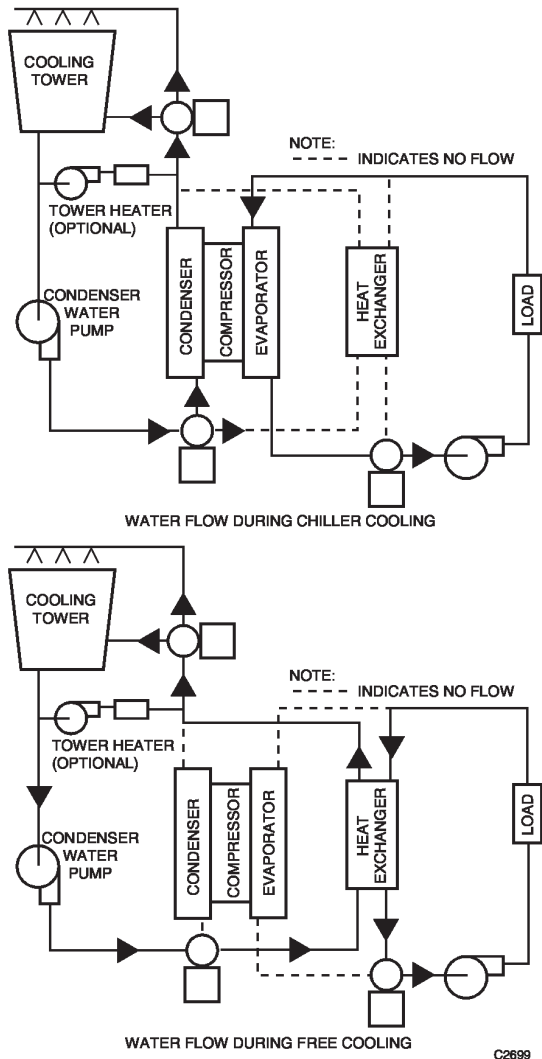 COOLING
TOWER
NOTE:
INDICATES NO FLOW
TOWER HEATER
(OPTIONAL)
CONDENSER
WATER
PUMP
CONDENSER
COMPRESSOR
EVAPORATOR
HEAT
EXCHANGER
LOAD
WATER FLOW DURING CHILLER COOLING
COOLING
TOWER
NOTE:
INDICATES NO FLOW
TOWER HEATER
(OPTIONAL)
CONDENSER
WATER
PUMP
CONDENSER
COMPRESSOR
EVAPORATOR
HEAT
EXCHANGER
LOAD
WATER FLOW DURING FREE COOLING
C2699